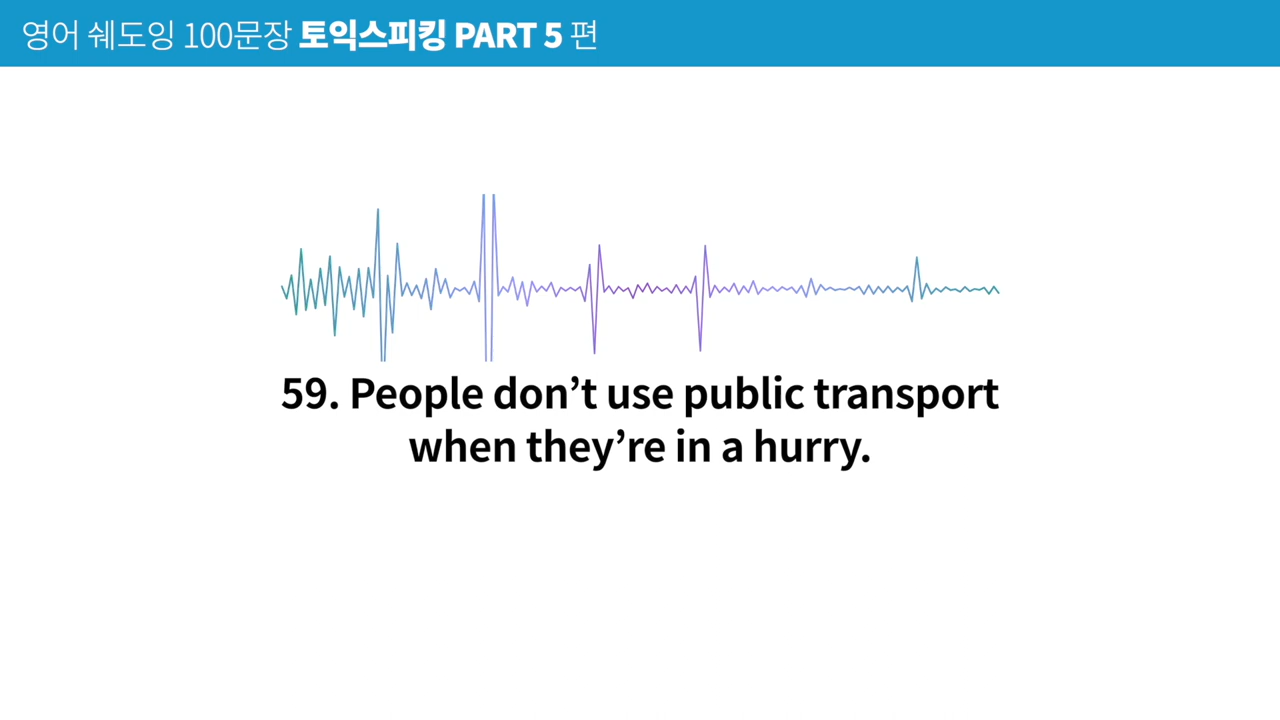 영어 쉐도잉 100문장 토익스피킹 PART 5 편
59. People don’t use public transport
when they’re in a hurry.